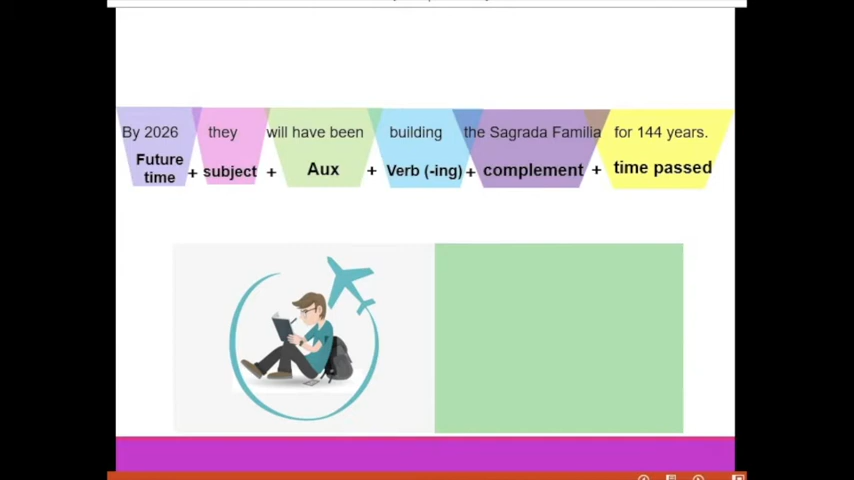 By 2026 they will have been building the Sagrada Familia for 144 years.
Future time + subject + Aux + Verb (-ing) + complement + time passed